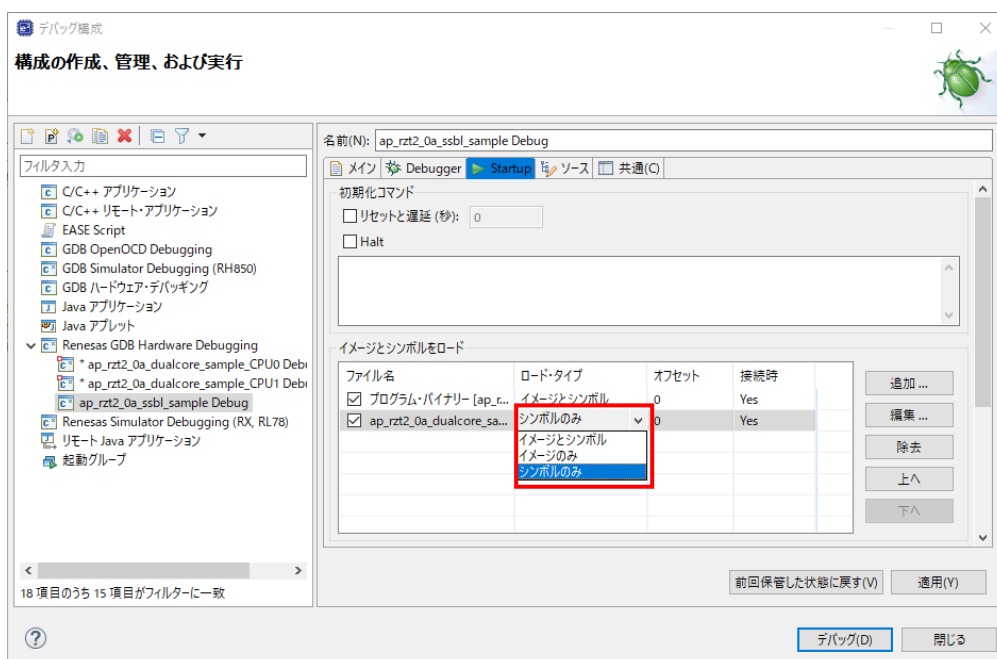 デバッグ構成
構成の作成、管理、および実行
フィルタ入力
C/C++ アプリケーション
C/C++ リモート・アプリケーション
EASE Script
GDB OpenOCD Debugging
GDB Simulator Debugging (RH850)
GDB ハードウェア・デバッギング
Java アプリケーション
Java アプレット
Renesas GDB Hardware Debugging
* ap_rzt2_0a_dualcore_sample_CPU0 Deb
* ap_rzt2_0a_dualcore_sample_CPU1 Deb
ap_rzt2_0a_ssbl_sample Debug
Renesas Simulator Debugging (RX, RL78)
リモート Java アプリケーション
起動グループ
18 項目のうち 15 項目がフィルターに一致
名前(N): ap_rzt2_0a_ssbl_sample Debug
メイン Debugger Startup ソース 共通(C)
初期化コマンド
リセットと遅延 (秒): 0
Halt
イメージとシンボルをロード
ファイル名 ロード・タイプ オフセット 接続時
プログラム・バイナリー [ap_r... イメージとシンボル 0 Yes
ap_rzt2_0a_dualcore_sa... シンボルのみ 0 Yes
イメージとシンボル
イメージのみ
シンボルのみ
追加 ...
編集 ...
除去
上へ
下へ
前回保管した状態に戻す(V) 適用(Y)
デバッグ(D) 閉じる